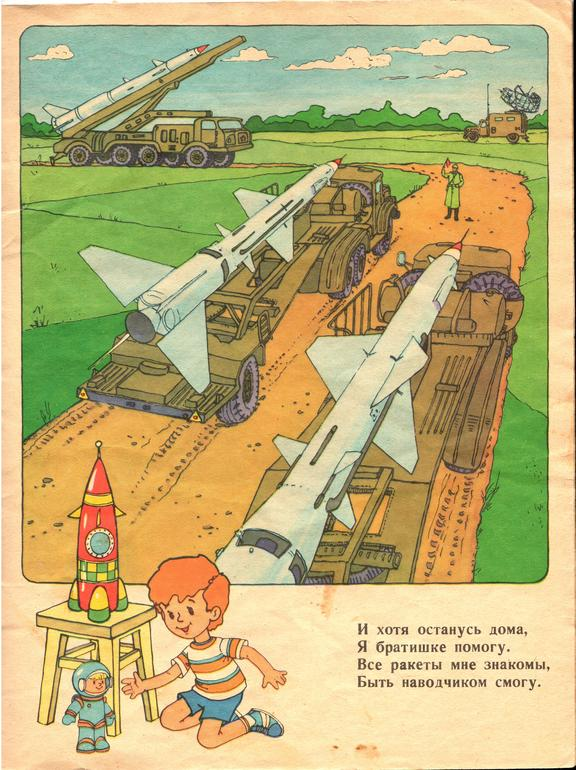 И хотя останусь дома,
Я братишке помогу.
Все ракеты мне знакомы,
Быть наводчиком смогу.